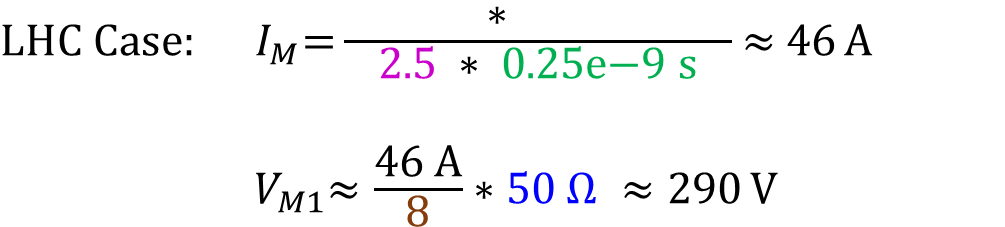 LHC Case: I_M = * / 2.5 * 0.25e−9 s ≈ 46 A
V_M1 ≈ 46 A / 8 * 50 Ω ≈ 290 V